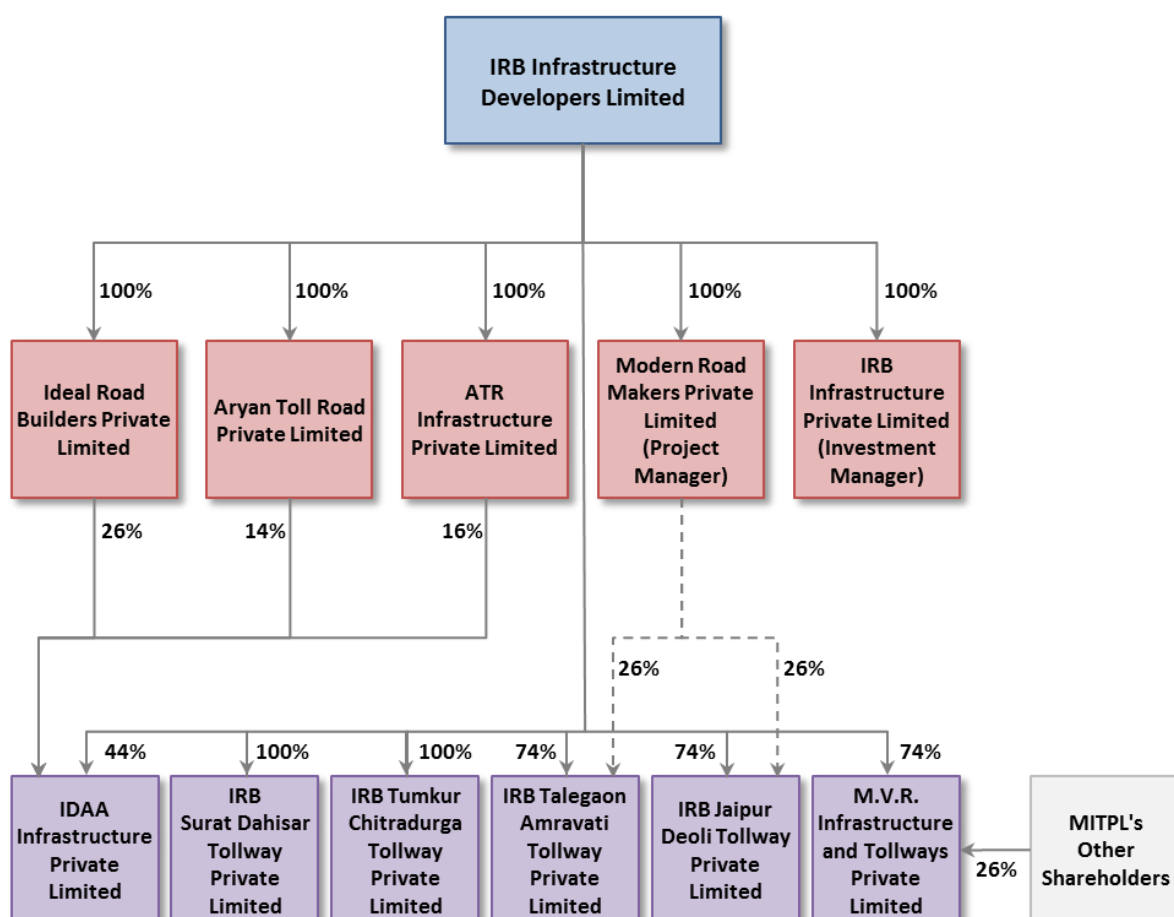 IRB Infrastructure
Developers Limited
100%
100%
100%
100%
100%
Ideal Road
Builders Private
Limited
Aryan Toll Road
Private Limited
ATR
Infrastructure
Private Limited
Modern Road
Makers Private
Limited
(Project
Manager)
IRB
Infrastructure
Private Limited
(Investment
Manager)
26%
14%
16%
26%
26%
44%
100%
100%
74%
74%
74%
IDAA
Infrastructure
Private
Limited
IRB
Surat Dahisar
Tollway
Private
Limited
IRB Tumkur
Chitradurga
Tollway
Private
Limited
IRB Talegaon
Amravati
Tollway
Private
Limited
IRB Jaipur
Deoli Tollway
Private
Limited
M.V.R.
Infrastructure
and Tollways
Private
Limited
26%
MITPL's
Other
Shareholders